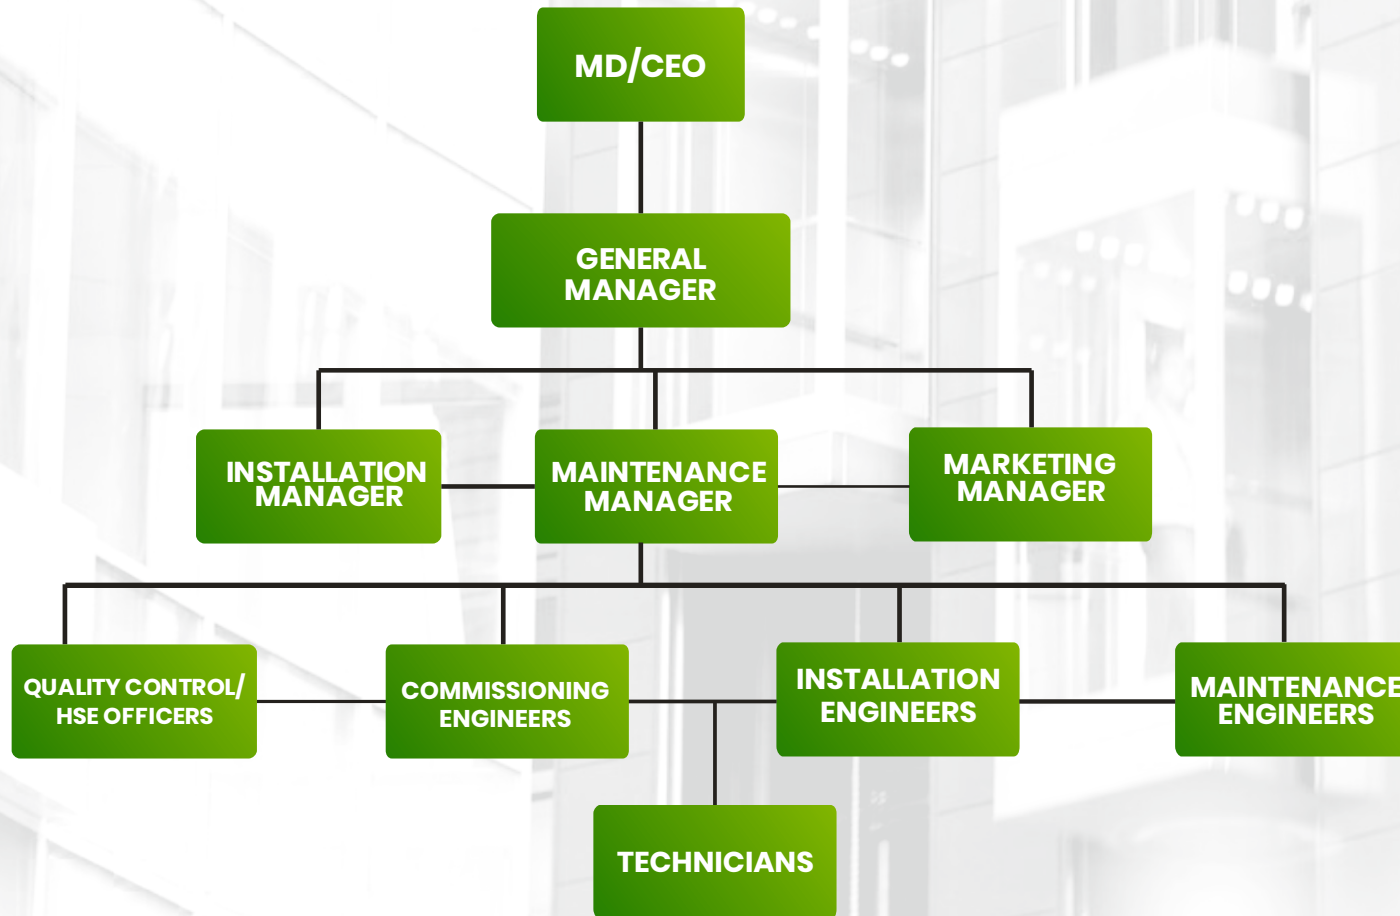 MD/CEO
GENERAL
MANAGER
INSTALLATION
MANAGER
MAINTENANCE
MANAGER
MARKETING
MANAGER
QUALITY CONTROL/
HSE OFFICERS
COMMISSIONING
ENGINEERS
INSTALLATION
ENGINEERS
MAINTENANCE
ENGINEERS
TECHNICIANS